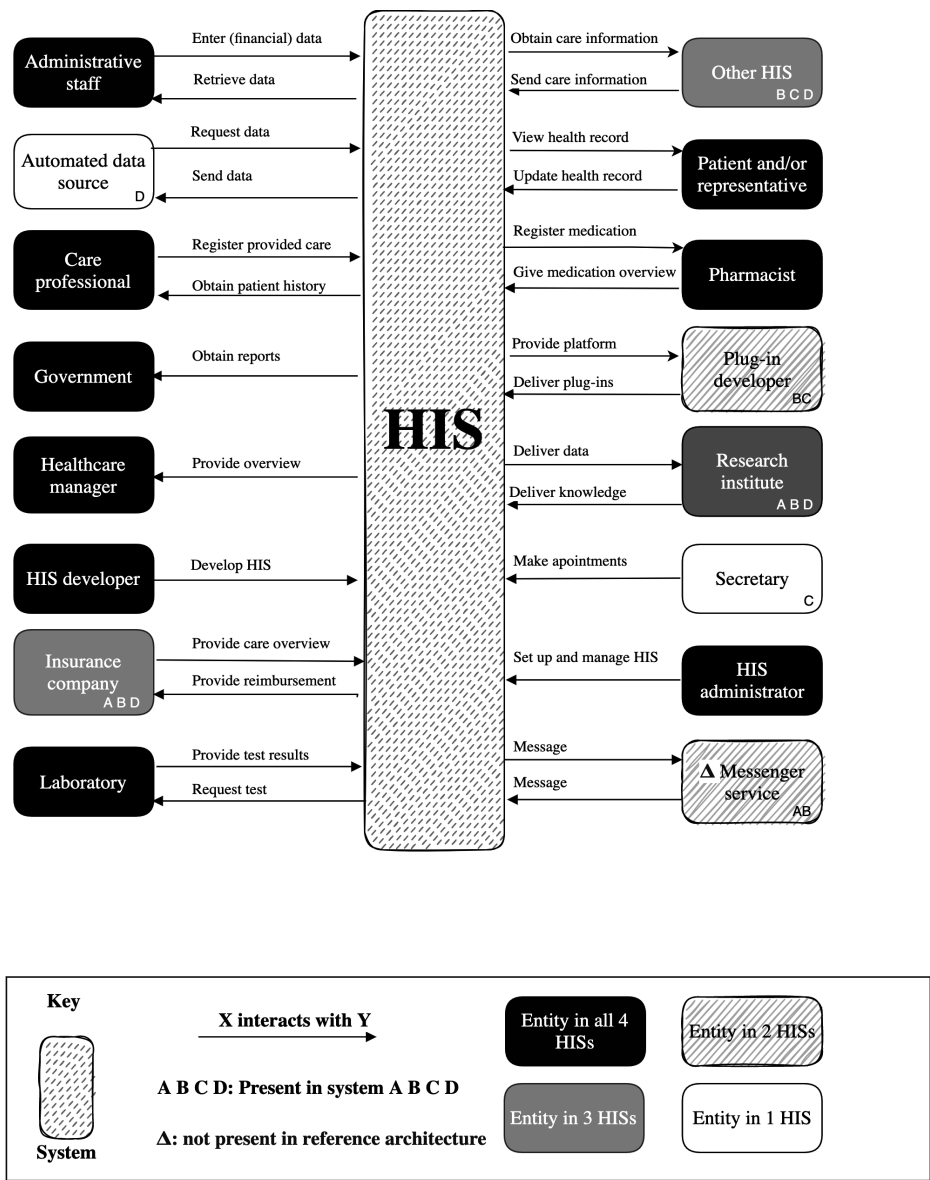 Enter (financial) data
Administrative
staff
Retrieve data
Request data
Automated data
source
D
Send data
Register provided care
Care
professional
Obtain patient history
Obtain reports
Government
Healthcare
manager
Provide overview
Develop HIS
HIS developer
Provide care overview
Insurance
company
A B D
Provide reimbursement
Provide test results
Laboratory
Request test
HIS
Obtain care information
Other HIS
B C D
Send care information
View health record
Patient and/or
representative
Update health record
Register medication
Pharmacist
Give medication overview
Provide platform
Plug-in
developer
BC
Deliver plug-ins
Deliver data
Research
institute
A B D
Deliver knowledge
Make apointments
Secretary
C
Set up and manage HIS
HIS
administrator
Message
Δ Messenger
service
AB
Message
Key
System
X interacts with Y
A B C D: Present in system A B C D
Δ: not present in reference architecture
Entity in all 4
HISs
Entity in 2 HISs
Entity in 3 HISs
Entity in 1 HIS